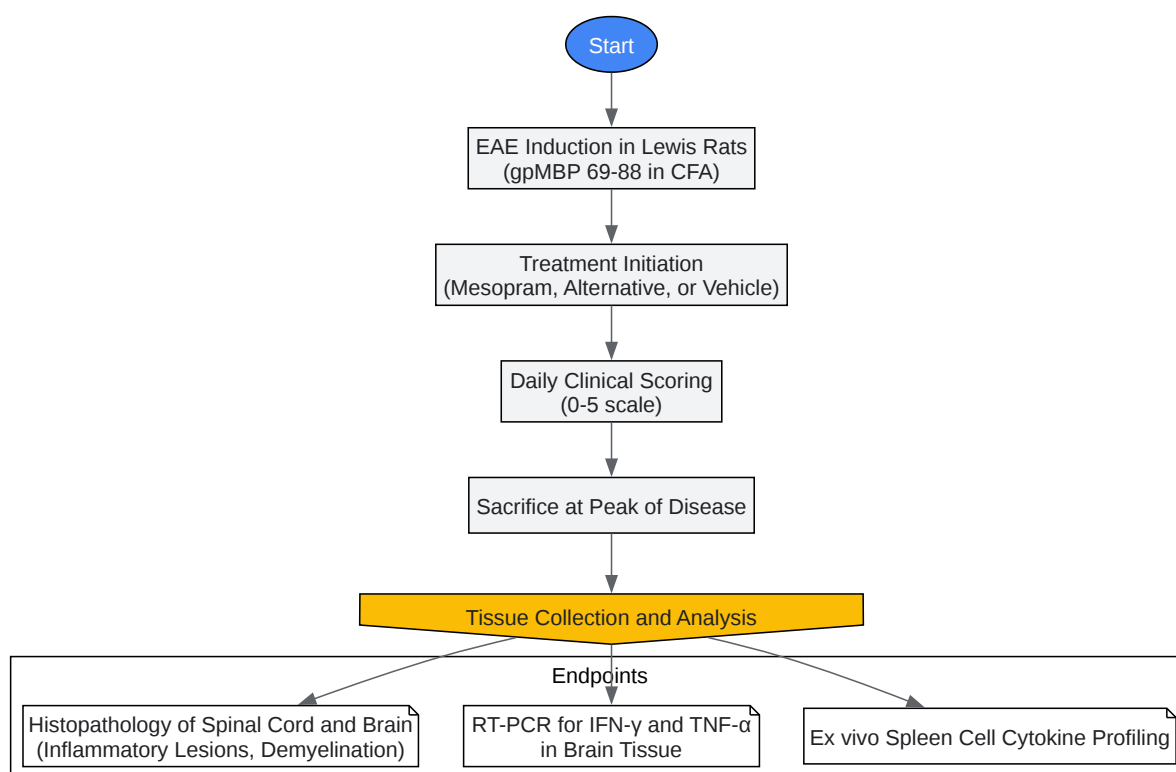 Start
EAE Induction in Lewis Rats
(gpMBP 69-88 in CFA)
Treatment Initiation
(Mesopram, Alternative, or Vehicle)
Daily Clinical Scoring
(0-5 scale)
Sacrifice at Peak of Disease
Tissue Collection and Analysis
Endpoints
Histopathology of Spinal Cord and Brain
(Inflammatory Lesions, Demyelination)
RT-PCR for IFN-γ and TNF-α
in Brain Tissue
Ex vivo Spleen Cell Cytokine Profiling